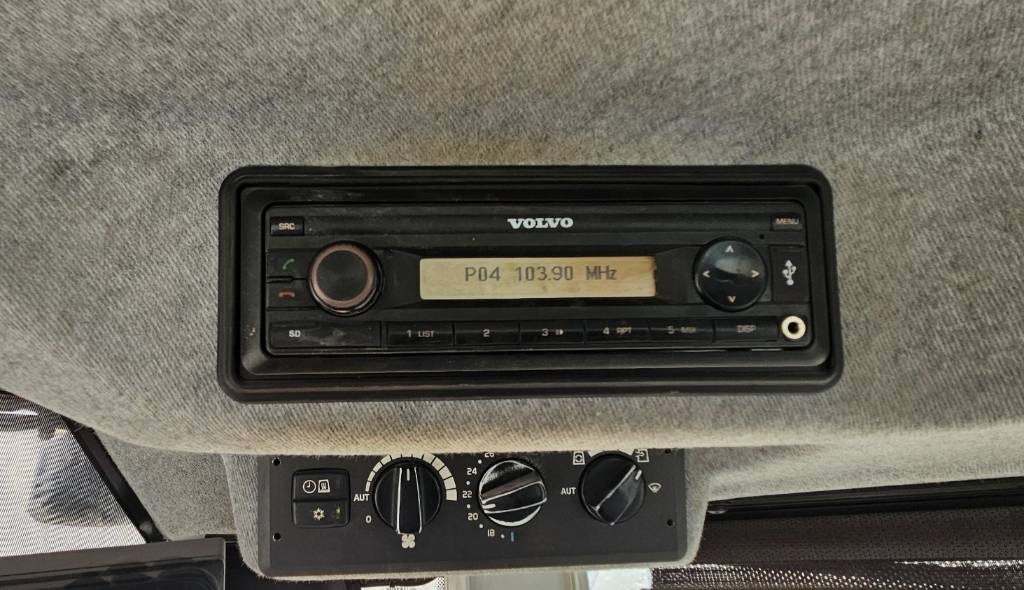 SRC
VOLVO
MENU
P04 103.90 MHz
SD
1 LIST
2
3
4 RPT
5 MIX
DISP
26
24
22
20
18
AUT
0
AUT